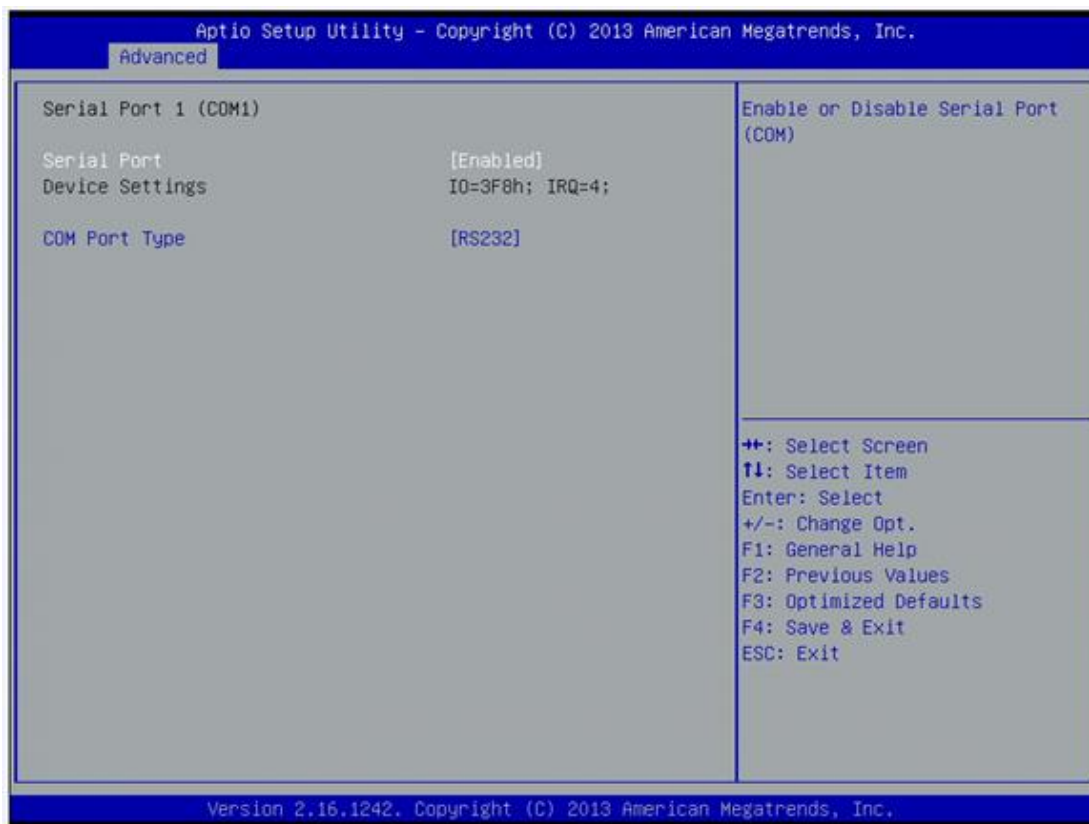 Aptio Setup Utility – Copyright (C) 2013 American Megatrends, Inc.
Advanced
Serial Port 1 (COM1)
Serial Port [Enabled]
Device Settings IO=3F8h; IRQ=4;
COM Port Type [RS232]
Enable or Disable Serial Port
(COM)
→←: Select Screen
↑↓: Select Item
Enter: Select
+/-: Change Opt.
F1: General Help
F2: Previous Values
F3: Optimized Defaults
F4: Save & Exit
ESC: Exit
Version 2.16.1242. Copyright (C) 2013 American Megatrends, Inc.